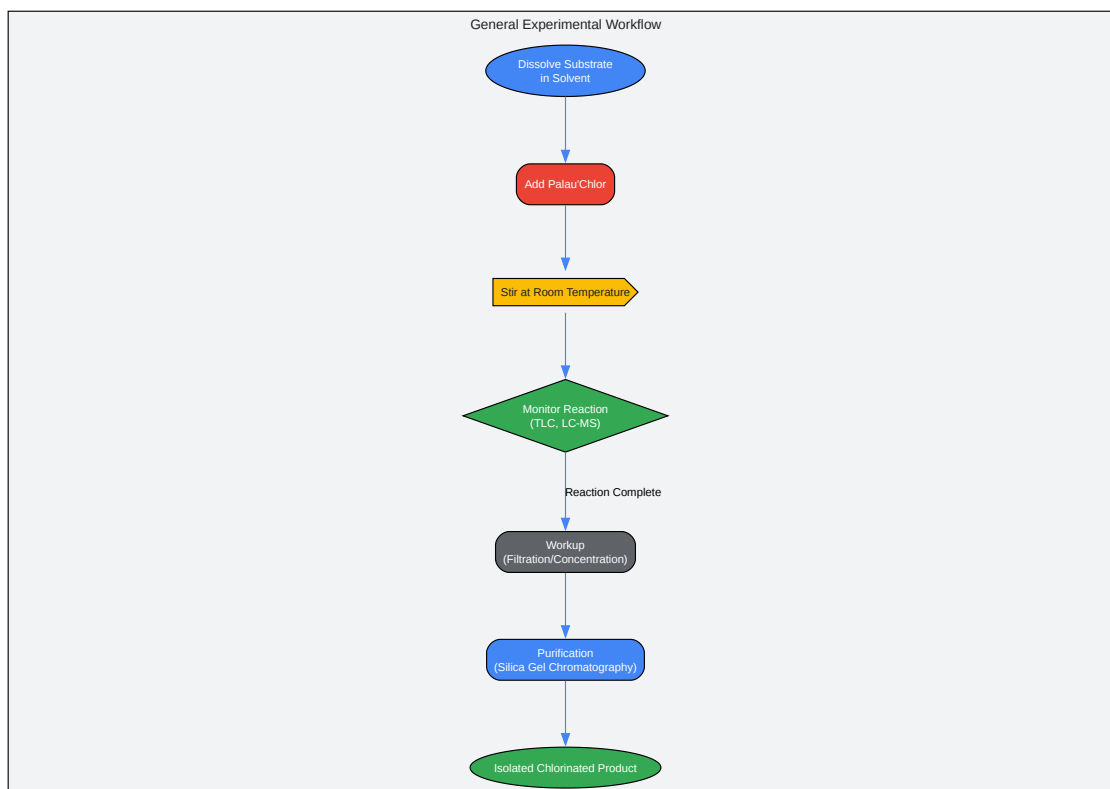 General Experimental Workflow
Dissolve Substrate
in Solvent
Add Palau'Chlor
Stir at Room Temperature
Monitor Reaction
(TLC, LC-MS)
Reaction Complete
Workup
(Filtration/Concentration)
Purification
(Silica Gel Chromatography)
Isolated Chlorinated Product